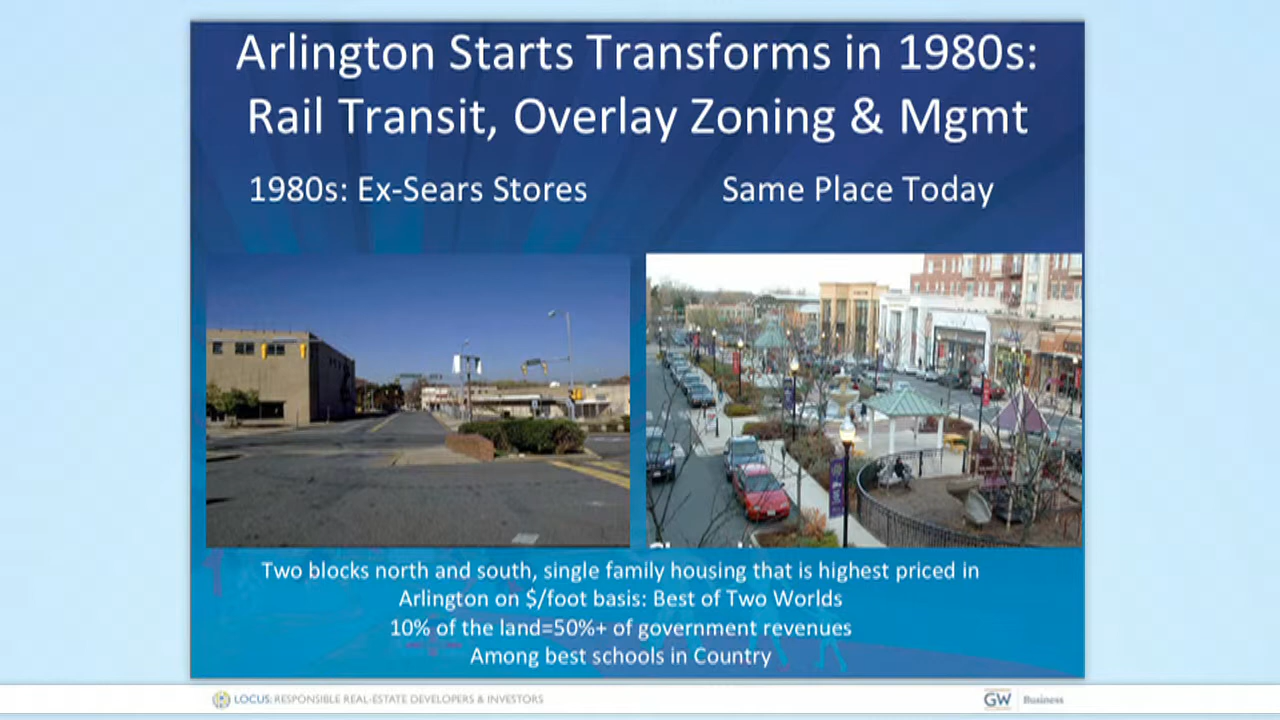 Arlington Starts Transforms in 1980s:
Rail Transit, Overlay Zoning & Mgmt
1980s: Ex-Sears Stores
Same Place Today
Two blocks north and south, single family housing that is highest priced in
Arlington on $/foot basis: Best of Two Worlds
10% of the land=50%+ of government revenues
Among best schools in Country
LOCUS: RESPONSIBLE REAL-ESTATE DEVELOPERS & INVESTORS
GW Business